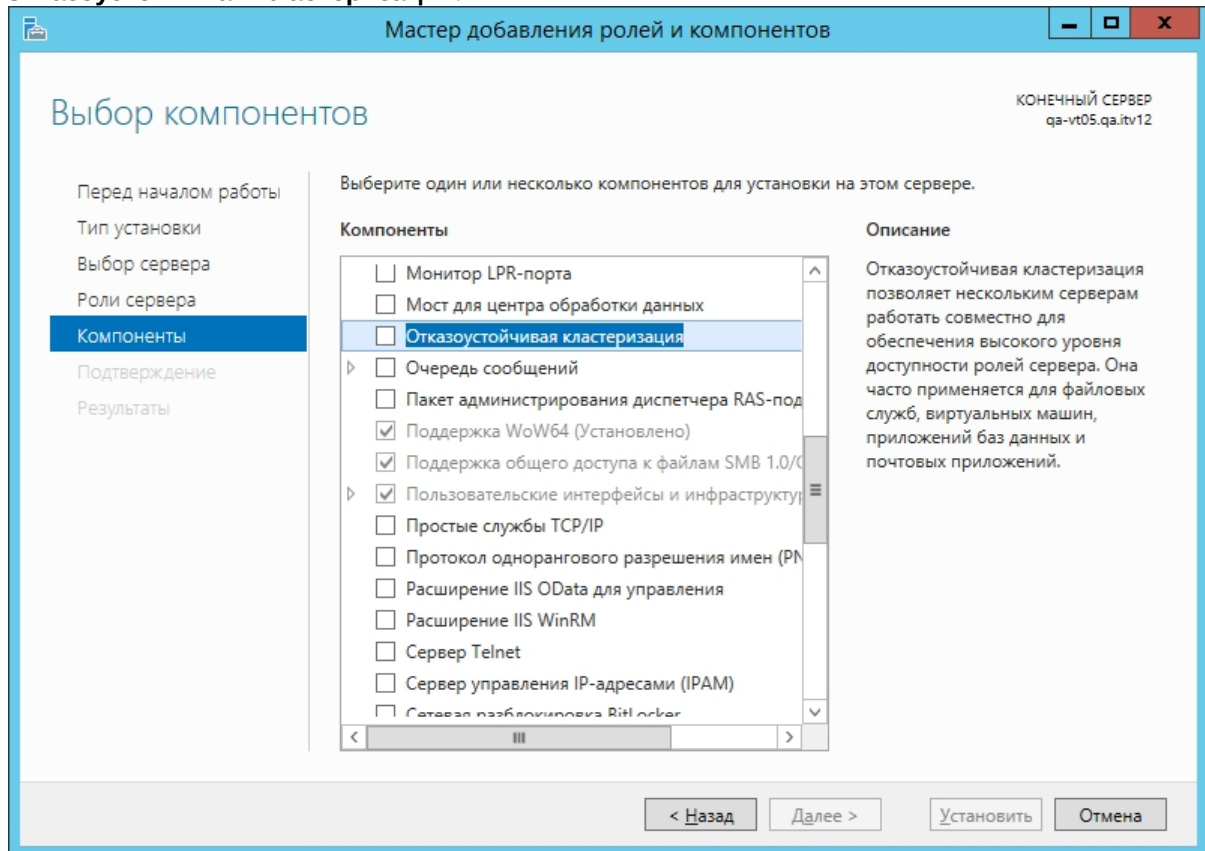 Мастер добавления ролей и компонентов
Выбор компонентов
КОНЕЧНЫЙ СЕРВЕР
qa-vt05.qa.itv12
Перед началом работы
Тип установки
Выбор сервера
Роли сервера
Компоненты
Подтверждение
Результаты
Выберите один или несколько компонентов для установки на этом сервере.
Компоненты
Монитор LPR-порта
Мост для центра обработки данных
Отказоустойчивая кластеризация
Очередь сообщений
Пакет администрирования диспетчера RAS-под
Поддержка WoW64 (Установлено)
Поддержка общего доступа к файлам SMB 1.0/C
Пользовательские интерфейсы и инфраструктур
Простые службы TCP/IP
Протокол однорангового разрешения имен (PN
Расширение IIS OData для управления
Расширение IIS WinRM
Сервер Telnet
Сервер управления IP-адресами (IPAM)
Сетевая разблокировка BitLocker
Описание
Отказоустойчивая кластеризация
позволяет нескольким серверам
работать совместно для
обеспечения высокого уровня
доступности ролей сервера. Она
часто применяется для файловых
служб, виртуальных машин,
приложений баз данных и
почтовых приложений.
< Назад
Далее >
Установить
Отмена